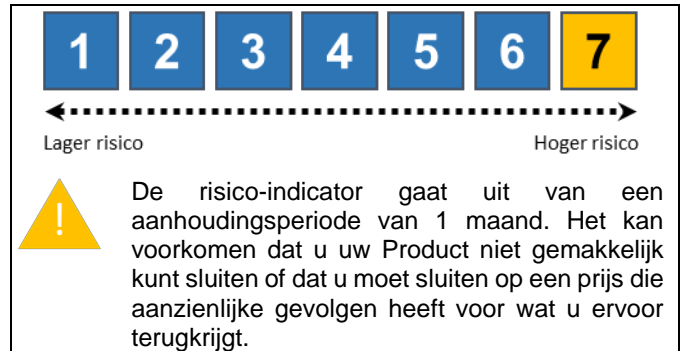 1 2 3 4 5 6 7
Lager risico Hoger risico
! De risico-indicator gaat uit van een
aanhoudingsperiode van 1 maand. Het kan
voorkomen dat u uw Product niet gemakkelijk
kunt sluiten of dat u moet sluiten op een prijs die
aanzienlijke gevolgen heeft voor wat u ervoor
terugkrijgt.